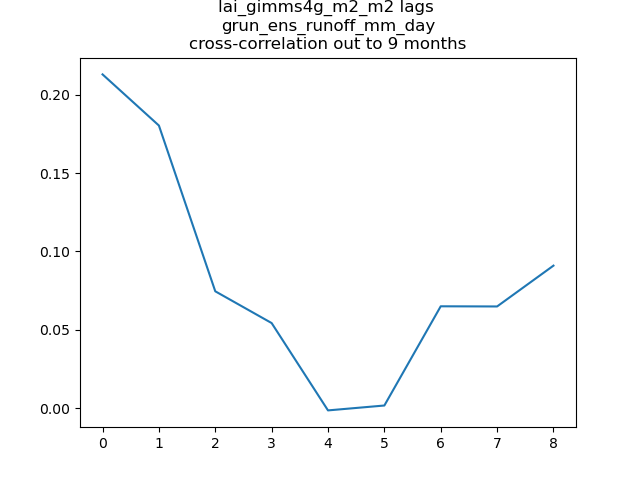 lai_gimms4g_m2_m2 lags
grun_ens_runoff_mm_day
cross-correlation out to 9 months
0.20
0.15
0.10
0.05
0.00
0 1 2 3 4 5 6 7 8